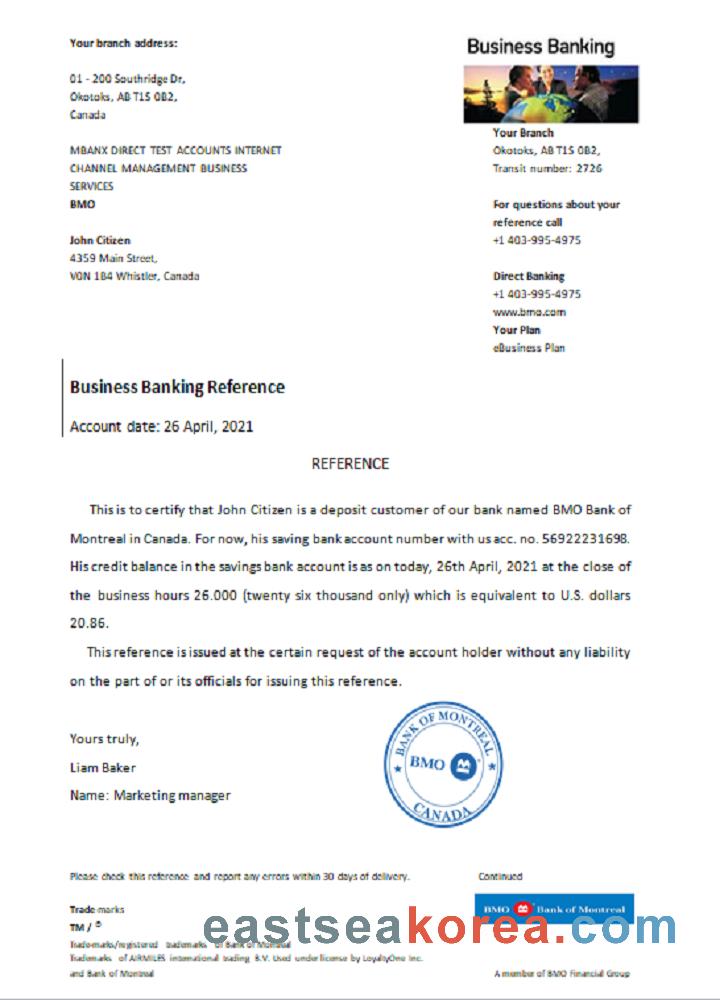 Your branch address:
01 - 200 Southridge Dr,
Okotoks, AB T1S 0B2,
Canada
MBANX DIRECT TEST ACCOUNTS INTERNET
CHANNEL MANAGEMENT BUSINESS
SERVICES
BMO
John Citizen
4359 Main Street,
V0N 1B4 Whistler, Canada
Business Banking
Your Branch
Okotoks, AB T1S 0B2,
Transit number: 2726
For questions about your
reference call
+1 403-995-4975
Direct Banking
+1 403-995-4975
www.bmo.com
Your Plan
eBusiness Plan
Business Banking Reference
Account date: 26 April, 2021
REFERENCE
This is to certify that John Citizen is a deposit customer of our bank named BMO Bank of
Montreal in Canada. For now, his saving bank account number with us acc. no. 56922231698.
His credit balance in the savings bank account is as on today, 26th April, 2021 at the close of
the business hours 26.000 (twenty six thousand only) which is equivalent to U.S. dollars
20.86.
This reference is issued at the certain request of the account holder without any liability
on the part of or its officials for issuing this reference.
Yours truly,
Liam Baker
Name: Marketing manager
BANK OF MONTREAL
BMO
CANADA
Please check this reference and report any errors within 30 days of delivery.
Continued
Trade-marks
TM / ®
Trade-marks/registered trademarks of Bank of Montreal
Trademarks of AIRMILES international trading B.V. Used under license by LoyaltyOne Inc.
and Bank of Montreal
BMO Bank of Montreal
A member of BMO Financial Group
eastseakorea.com